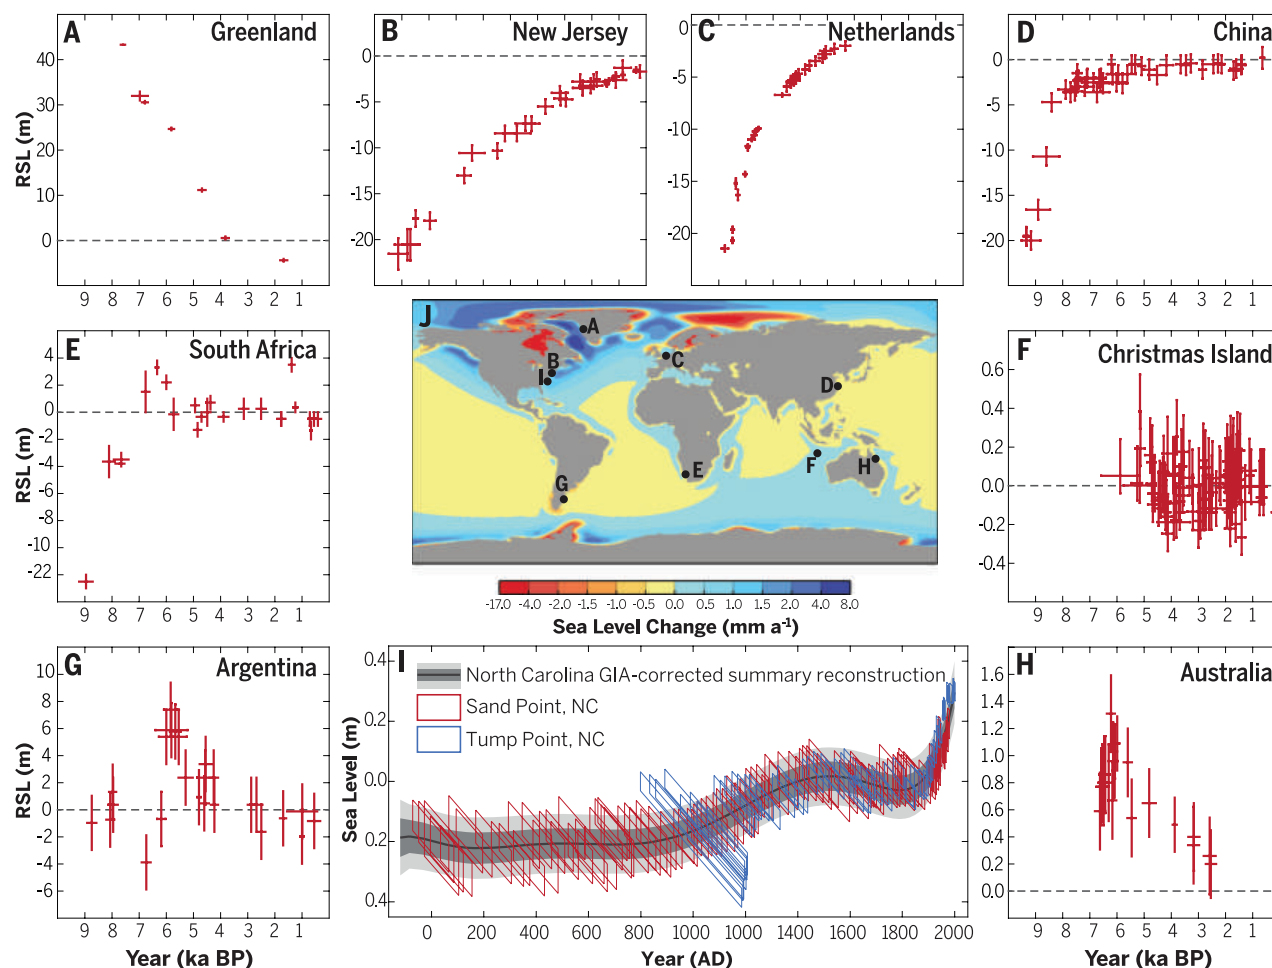 A Greenland
RSL (m)
40
30
20
10
0
9 8 7 6 5 4 3 2 1
B New Jersey
0
-5
-10
-15
-20
C Netherlands
0
-5
-10
-15
-20
D China
0
-5
-10
-15
-20
9 8 7 6 5 4 3 2 1
E South Africa
RSL (m)
4
2
0
-2
-4
-6
-8
-10
-22
9 8 7 6 5 4 3 2 1
J
A
B
I
C
D
E
F
G
H
-17.0 -4.0 -1.5 -1.0 -0.5 0.0 0.5 1.5 2.0 4.0 8.0
Sea Level Change (mm a⁻¹)
F
Christmas Island
0.6
0.4
0.2
0.0
-0.2
-0.4
9 8 7 6 5 4 3 2 1
G Argentina
RSL (m)
10
8
6
4
2
0
-2
-4
-6
9 8 7 6 5 4 3 2 1
Year (ka BP)
I
North Carolina GIA-corrected summary reconstruction
Sand Point, NC
Tump Point, NC
Sea Level (m)
0.4
0.2
0.0
0.2
0.4
0 200 400 600 800 1000 1200 1400 1600 1800 2000
Year (AD)
H Australia
1.6
1.4
1.2
1.0
0.8
0.6
0.4
0.2
0.0
9 8 7 6 5 4 3 2 1
Year (ka BP)